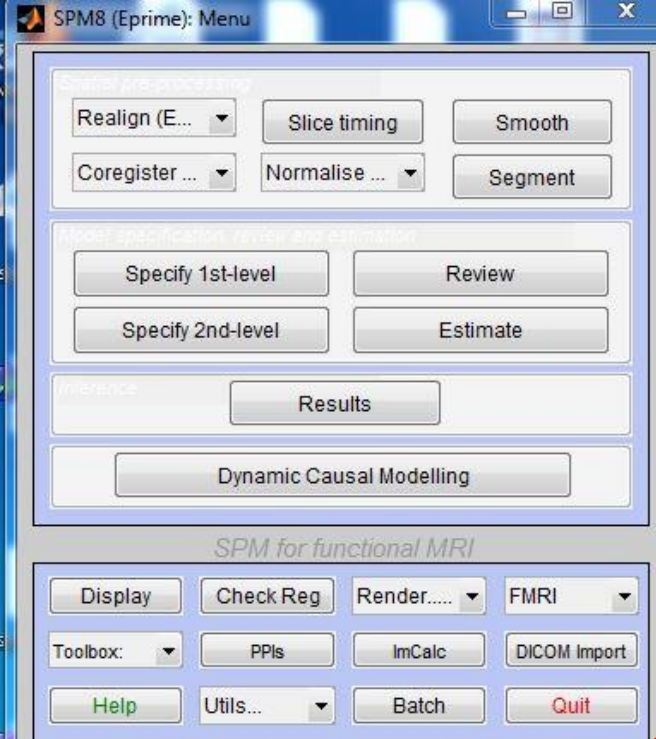 SPM8 (Eprime): Menu
Spatial pre-processing
Realign (E... Slice timing Smooth
Coregister ... Normalise ... Segment
Model specification, review and estimation
Specify 1st-level Review
Specify 2nd-level Estimate
Inference
Results
Dynamic Causal Modelling
SPM for functional MRI
Display Check Reg Render..... FMRI
Toolbox: PPIs ImCalc DICOM Import
Help Utils... Batch Quit